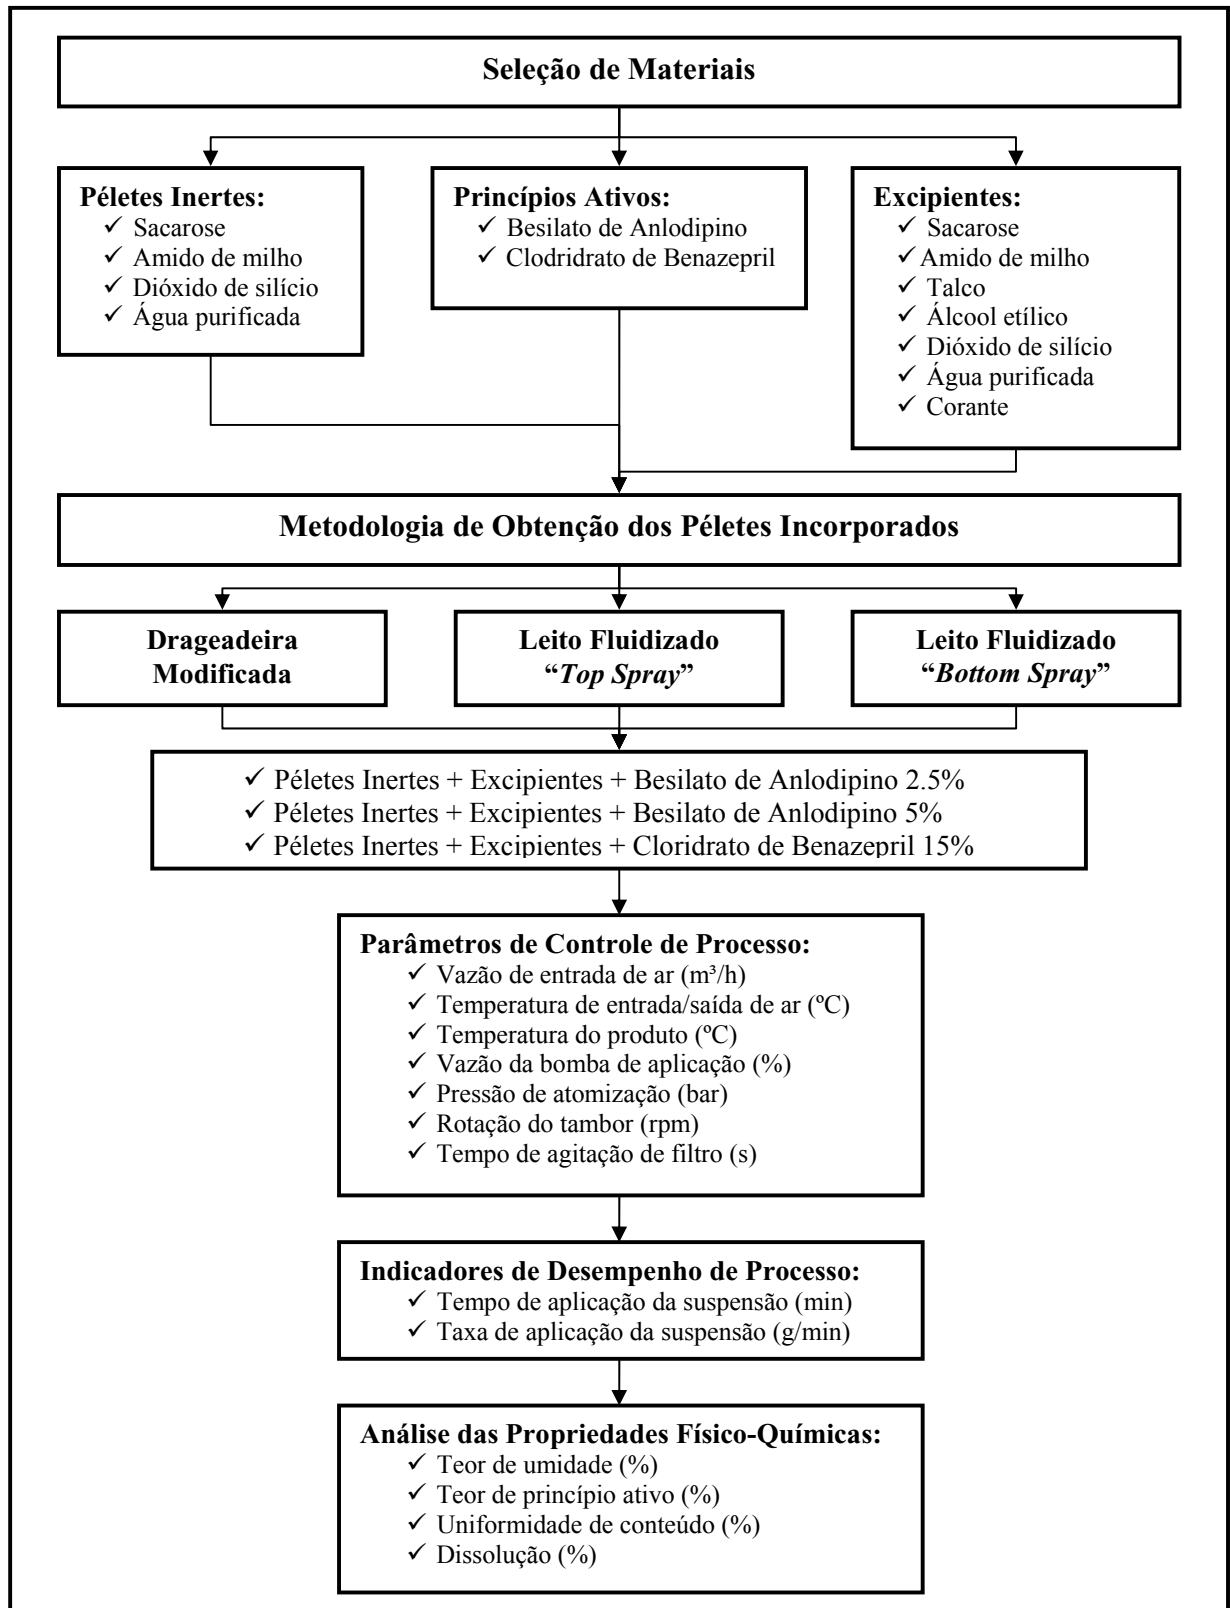 Seleção de Materiais
Péletes Inertes:
✓ Sacarose
✓ Amido de milho
✓ Dióxido de silício
✓ Água purificada
Princípios Ativos:
✓ Besilato de Anlodipino
✓ Clodridrato de Benazepril
Excipientes:
✓ Sacarose
✓ Amido de milho
✓ Talco
✓ Álcool etílico
✓ Dióxido de silício
✓ Água purificada
✓ Corante
Metodologia de Obtenção dos Péletes Incorporados
Drageadeira
Modificada
Leito Fluidizado
“Top Spray”
Leito Fluidizado
“Bottom Spray”
✓ Péletes Inertes + Excipientes + Besilato de Anlodipino 2.5%
✓ Péletes Inertes + Excipientes + Besilato de Anlodipino 5%
✓ Péletes Inertes + Excipientes + Cloridrato de Benazepril 15%
Parâmetros de Controle de Processo:
✓ Vazão de entrada de ar (m³/h)
✓ Temperatura de entrada/saída de ar (ºC)
✓ Temperatura do produto (ºC)
✓ Vazão da bomba de aplicação (%)
✓ Pressão de atomização (bar)
✓ Rotação do tambor (rpm)
✓ Tempo de agitação de filtro (s)
Indicadores de Desempenho de Processo:
✓ Tempo de aplicação da suspensão (min)
✓ Taxa de aplicação da suspensão (g/min)
Análise das Propriedades Físico-Químicas:
✓ Teor de umidade (%)
✓ Teor de princípio ativo (%)
✓ Uniformidade de conteúdo (%)
✓ Dissolução (%)